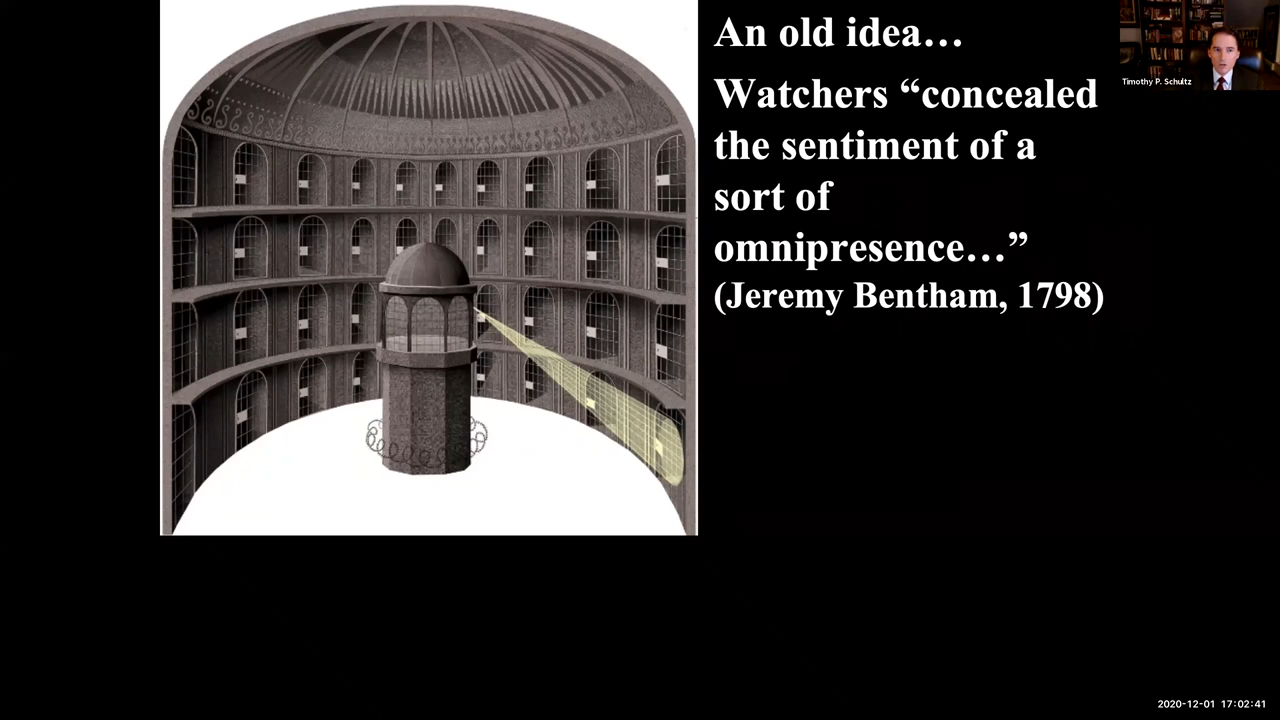 An old idea…
Watchers “concealed
the sentiment of a
sort of
omnipresence…”
(Jeremy Bentham, 1798)
Timothy P. Schultz
2020-12-01 17:02:41